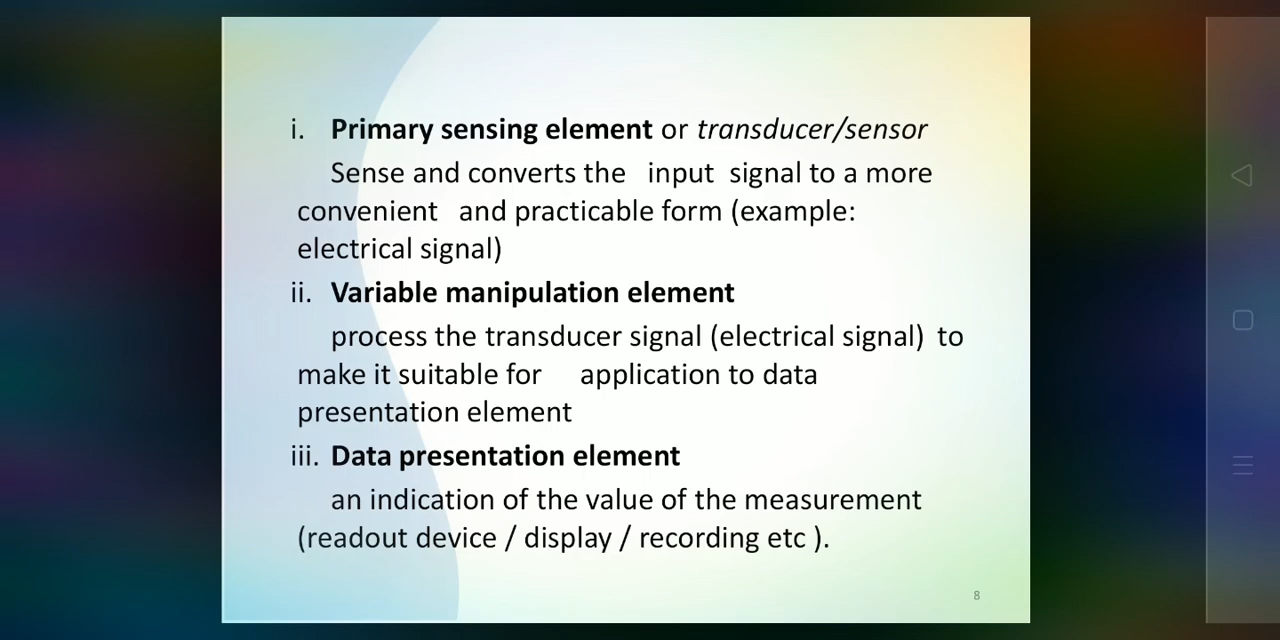 i. Primary sensing element or transducer/sensor
Sense and converts the input signal to a more
convenient and practicable form (example:
electrical signal)
ii. Variable manipulation element
process the transducer signal (electrical signal) to
make it suitable for application to data
presentation element
iii. Data presentation element
an indication of the value of the measurement
(readout device / display / recording etc ).
8